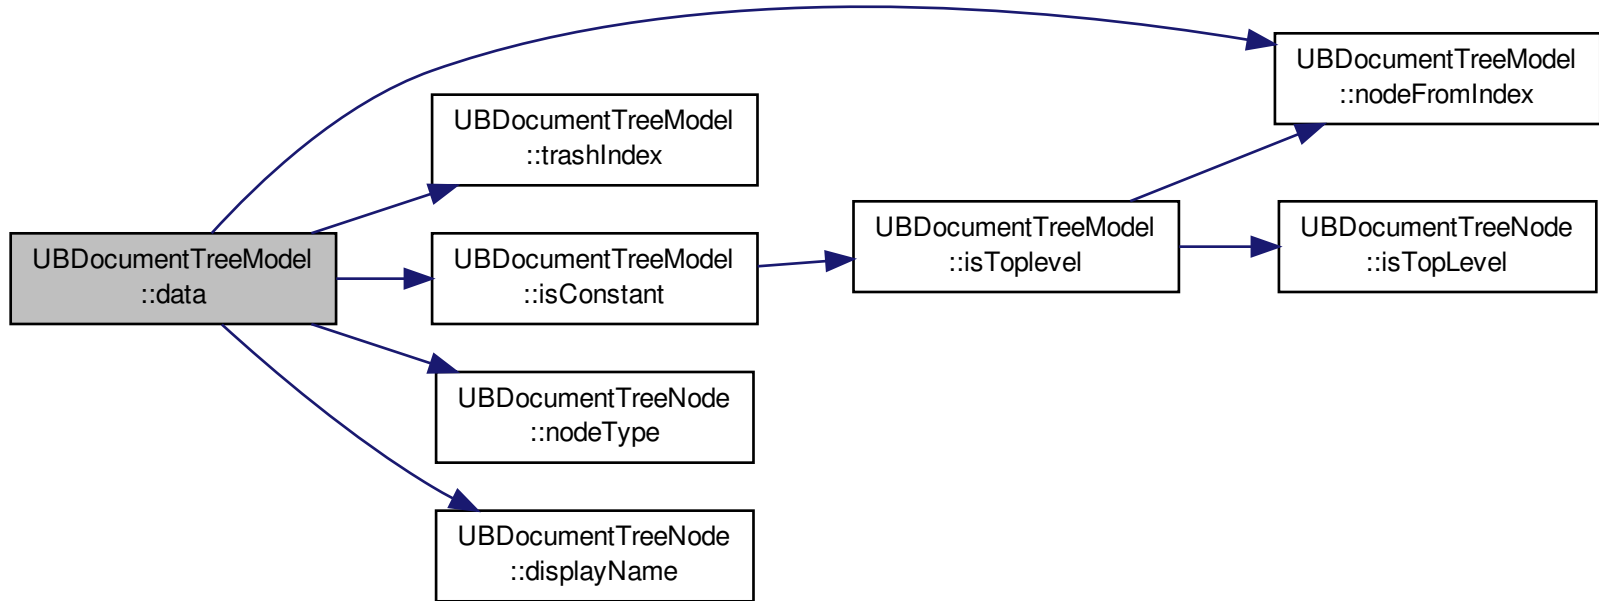 UBDocumentTreeModel
::data
UBDocumentTreeModel
::trashIndex
UBDocumentTreeModel
::isConstant
UBDocumentTreeNode
::nodeType
UBDocumentTreeNode
::displayName
UBDocumentTreeModel
::isToplevel
UBDocumentTreeModel
::nodeFromIndex
UBDocumentTreeNode
::isTopLevel